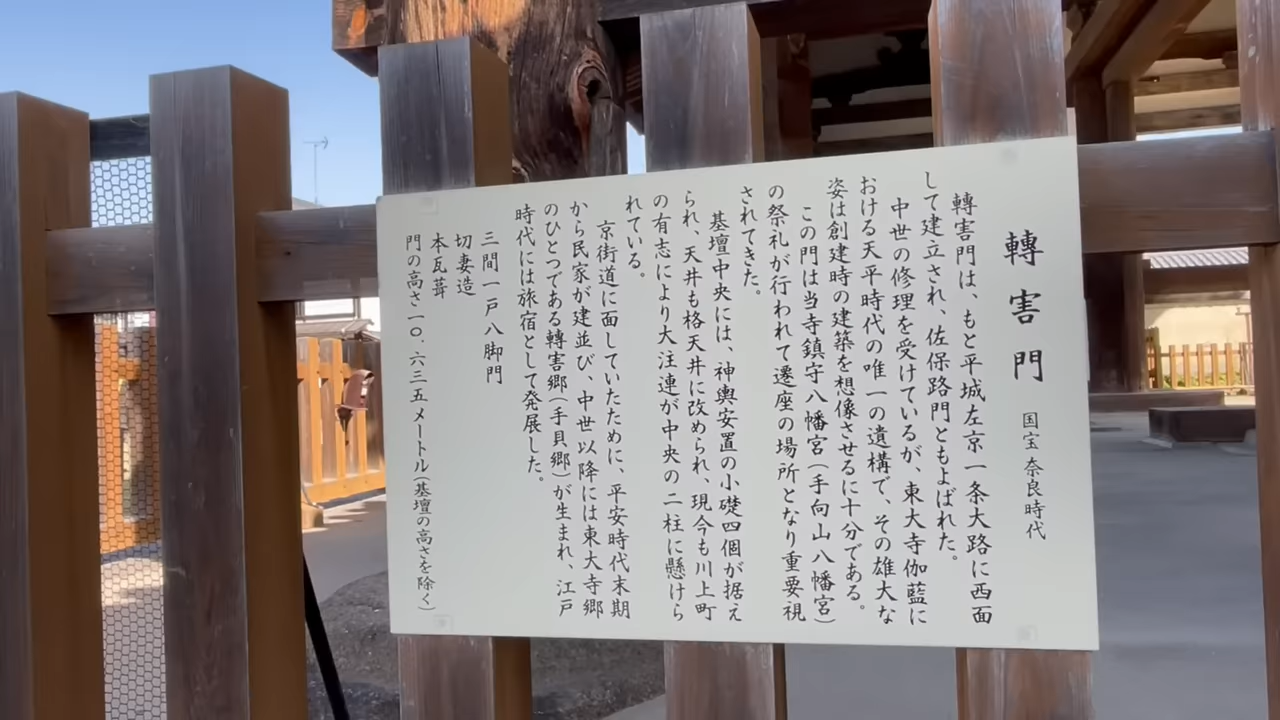 轉害門 国宝 奈良時代
轉害門は、もと平城左京一条大路に西面
して建立され、佐保路門ともよばれた。
中世の修理を受けているが、東大寺伽藍に
おける天平時代の唯一の遺構で、その雄大な
姿は創建時の建築を想像させるに十分である。
この門は当寺鎮守八幡宮(手向山八幡宮)
の祭礼が行われて遷座の場所となり重要視
されてきた。
基壇中央には、神輿安置の小礎四個が据え
られ、天井も格天井に改められ、現今も川上町
の有志により大注連が中央の二柱に懸けら
れている。
京街道に面していたために、平安時代末期
から民家が建並び、中世以降には東大寺郷
のひとつである轉害郷(手貝郷)が生まれ、江戸
時代には旅宿として発展した。
三間一戸八脚門
切妻造
本瓦葺
門の高さ一〇.六三五メートル(基壇の高さを除く)